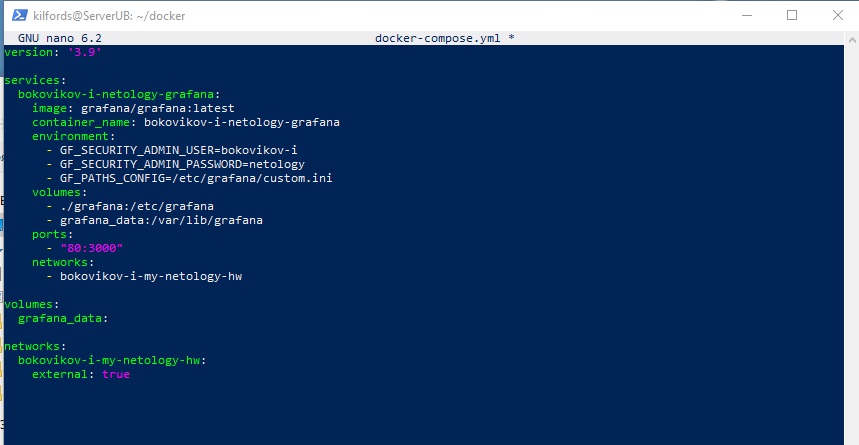 kilfords@ServerUB: ~/docker
GNU nano 6.2 docker-compose.yml *
version: '3.9'
services:
bokovikov-i-netology-grafana:
image: grafana/grafana:latest
container_name: bokovikov-i-netology-grafana
environment:
- GF_SECURITY_ADMIN_USER=bokovikov-i
- GF_SECURITY_ADMIN_PASSWORD=netology
- GF_PATHS_CONFIG=/etc/grafana/custom.ini
volumes:
- ./grafana:/etc/grafana
- grafana_data:/var/lib/grafana
ports:
- "80:3000"
networks:
- bokovikov-i-my-netology-hw
volumes:
grafana_data:
networks:
bokovikov-i-my-netology-hw:
external: true